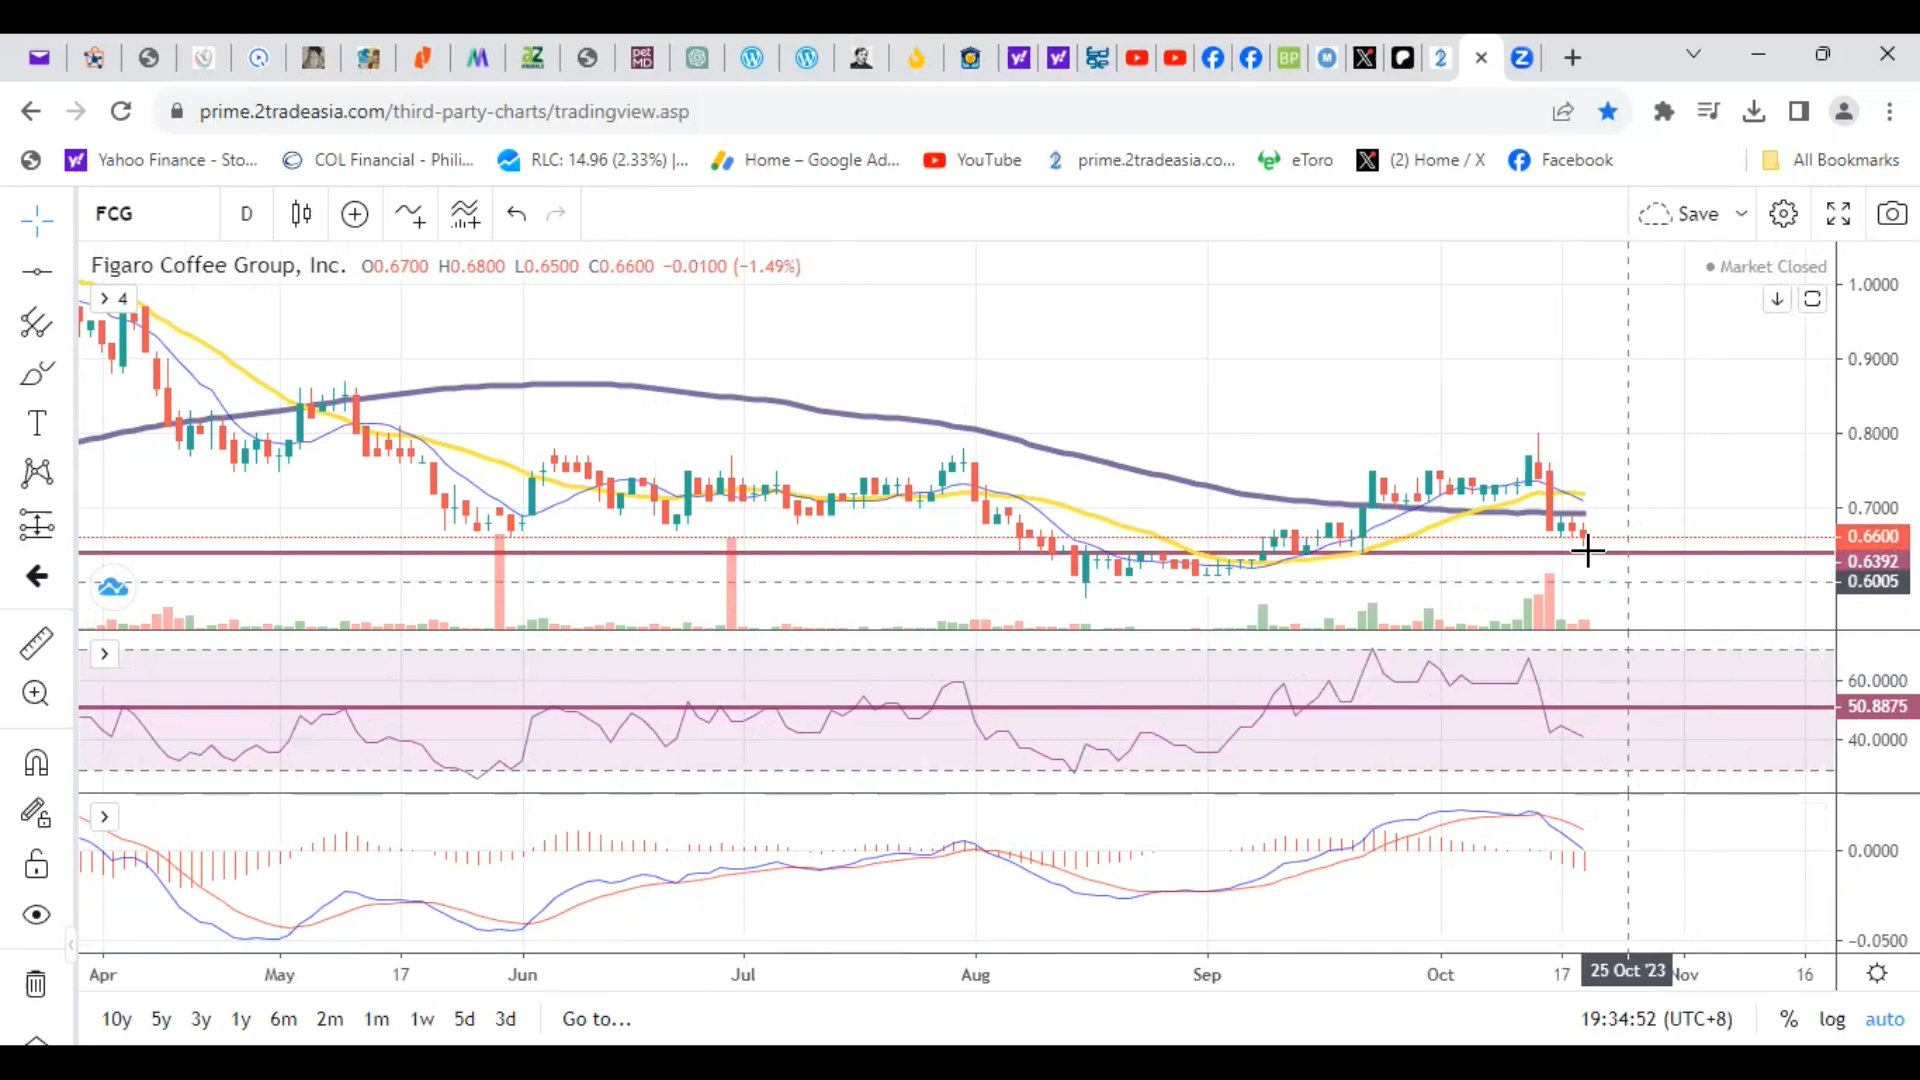 prime.2tradeasia.com/third-party-charts/tradingview.asp
Yahoo Finance - Sto... COL Financial - Phili... RLC: 14.96 (2.33%) |... Home – Google Ad... YouTube 2 prime.2tradeasia.co... eToro (2) Home / X Facebook All Bookmarks
FCG D Save
Figaro Coffee Group, Inc. O0.6700 H0.6800 L0.6500 C0.6600 −0.0100 (−1.49%) Market Closed
4
1.0000
0.9000
0.8000
0.7000
0.6600
0.6392
0.6005
60.0000
50.8875
40.0000
0.0000
−0.0500
Apr May 17 Jun Jul Aug Sep Oct 17 25 Oct '23 Nov 16
10y 5y 3y 1y 6m 2m 1m 1w 5d 3d Go to... 19:34:52 (UTC+8) % log auto